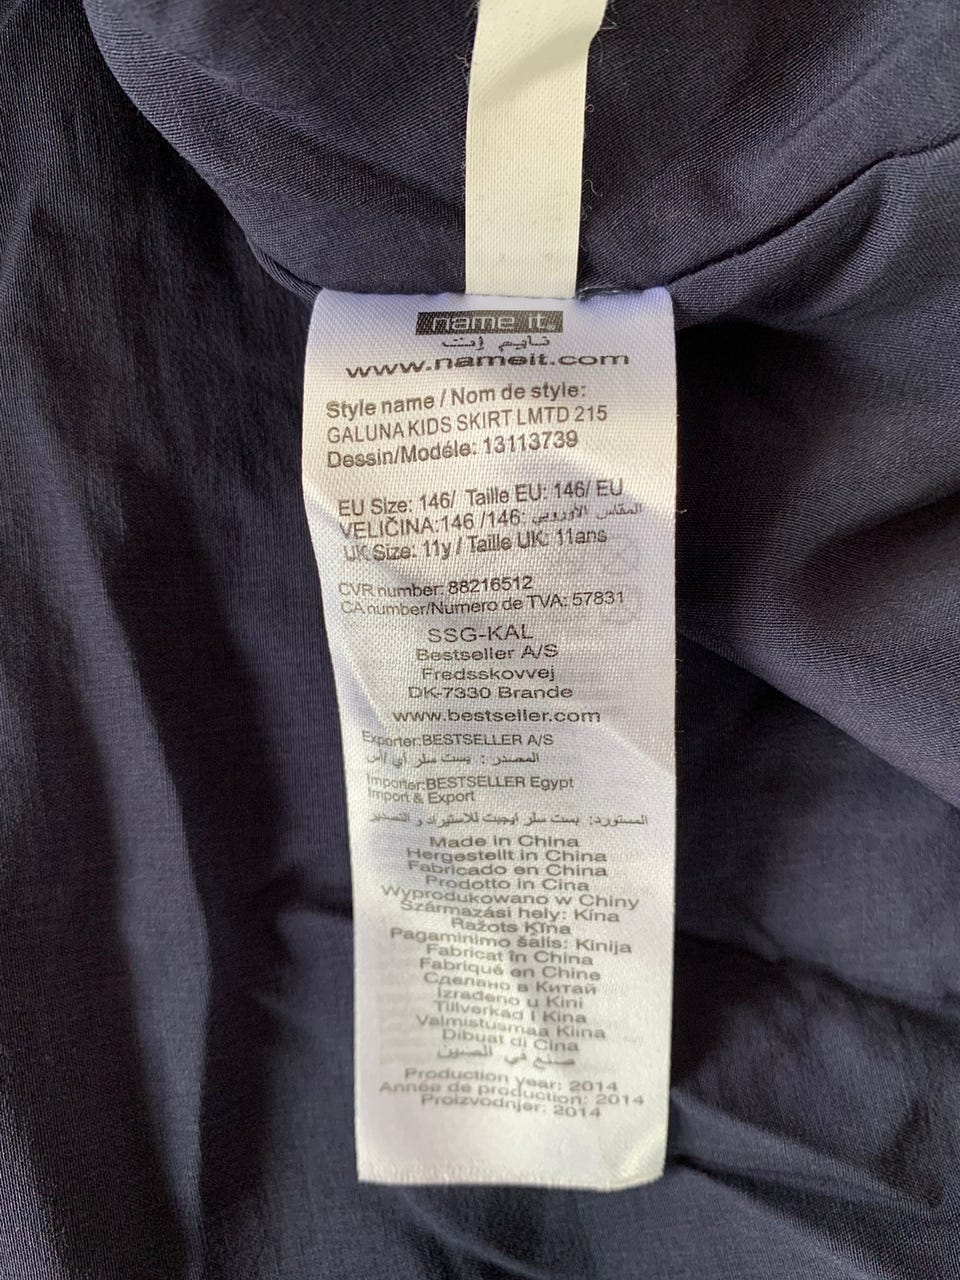 name it
نايم إت
www.nameit.com
Style name / Nom de style:
GALUNA KIDS SKIRT LMTD 215
Dessin/Modéle: 13113739
EU Size: 146/ Taille EU: 146/ EU
VELIČINA:146 /146: المقاس الأوروبي
UK Size: 11y / Taille UK: 11ans
CVR number: 88216512
CA number/Numero de TVA: 57831
SSG-KAL
Bestseller A/S
Fredsskovvej
DK-7330 Brande
www.bestseller.com
Exporter:BESTSELLER A/S
المصدر : بست سلر آي آس
Importer:BESTSELLER Egypt
Import & Export
المستورد: بست سلر ايجبت للاستيراد و التصدير
Made in China
Hergestellt in China
Fabricado en China
Prodotto in Cina
Wyprodukowano w Chiny
Származási hely: Kína
Ražots Ķīna
Pagaminimo šalis: Kinija
Fabricat în China
Fabriqué en Chine
Сделано в Китай
Izrađeno u Kini
Tillverkad I Kina
Valmistusmaa Kiina
Dibuat di Cina
صنع في الصين
Production year: 2014
Année de production: 2014
Proizvodnjer: 2014